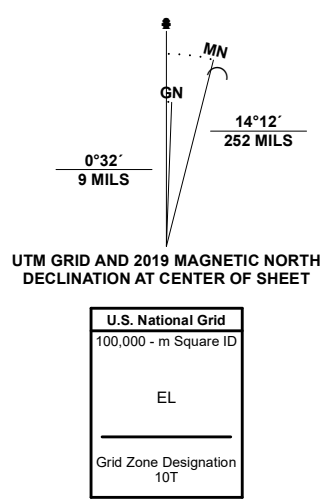 MN
GN
0°32´
9 MILS
14°12´
252 MILS
UTM GRID AND 2019 MAGNETIC NORTH
DECLINATION AT CENTER OF SHEET
U.S. National Grid
100,000 - m Square ID
EL
Grid Zone Designation
10T